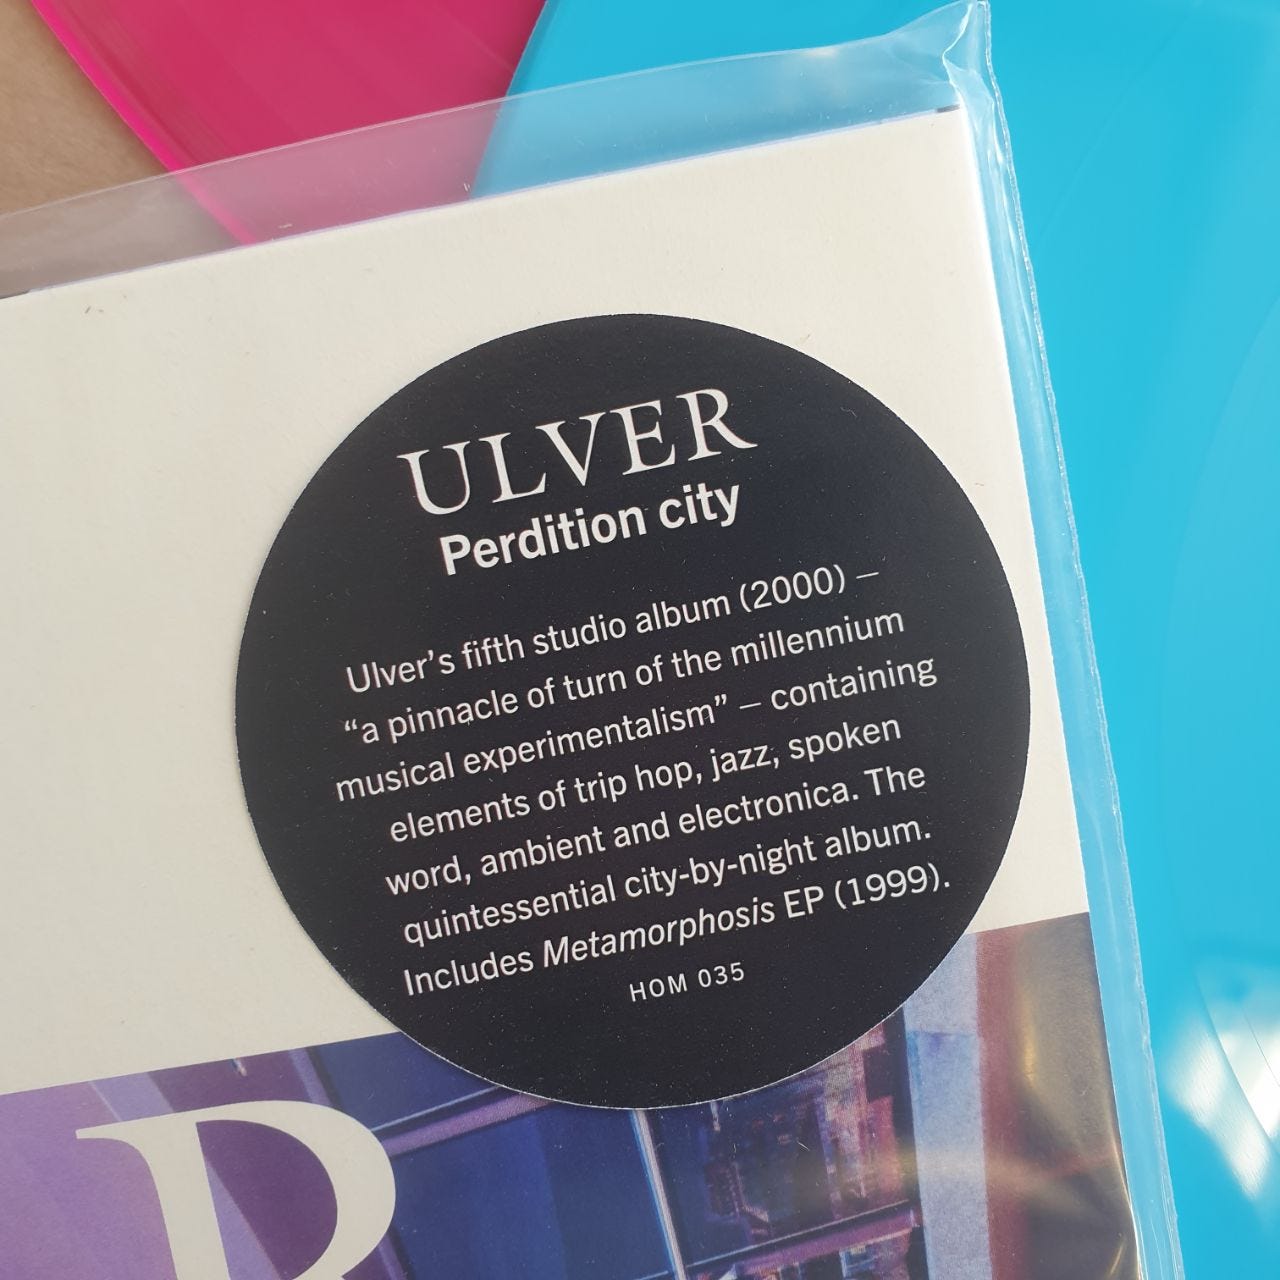 ULVER
Perdition city
Ulver’s fifth studio album (2000) –
“a pinnacle of turn of the millennium
musical experimentalism” – containing
elements of trip hop, jazz, spoken
word, ambient and electronica. The
quintessential city-by-night album.
Includes Metamorphosis EP (1999).
HOM 035
R